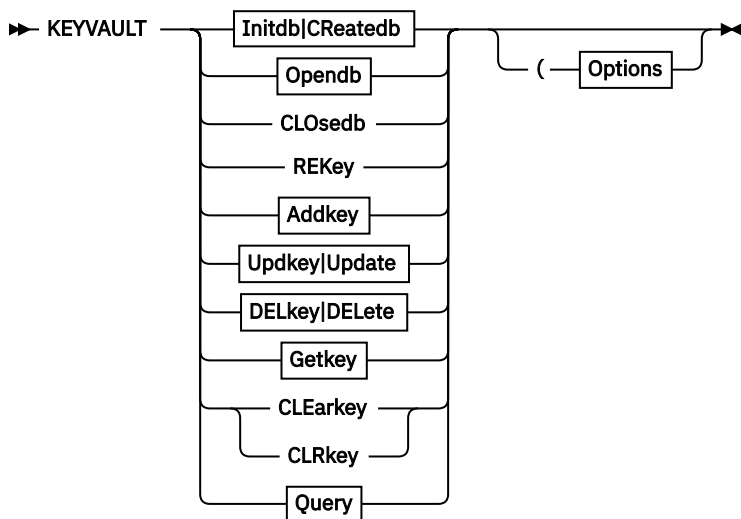 KEYVAULT Initdb|CReatedb
Opendb ( Options
CLOsedb
REKey
Addkey
Updkey|Update
DELkey|DELete
Getkey
CLEarkey
CLRkey
Query